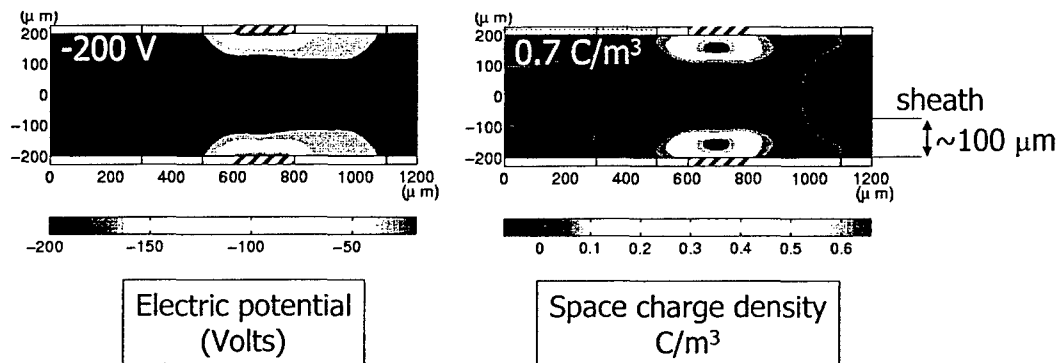 (μ m)
200
100
0
−100
−200
-200 V
0 200 400 600 800 1000 1200
(μ m)
−200 −150 −100 −50
Electric potential
(Volts)
(μ m)
200
100
0
−100
−200
0.7 C/m³
0 200 400 600 800 1000 1200
(μ m)
sheath
~100 μm
0 0.1 0.2 0.3 0.4 0.5 0.6
Space charge density
C/m³